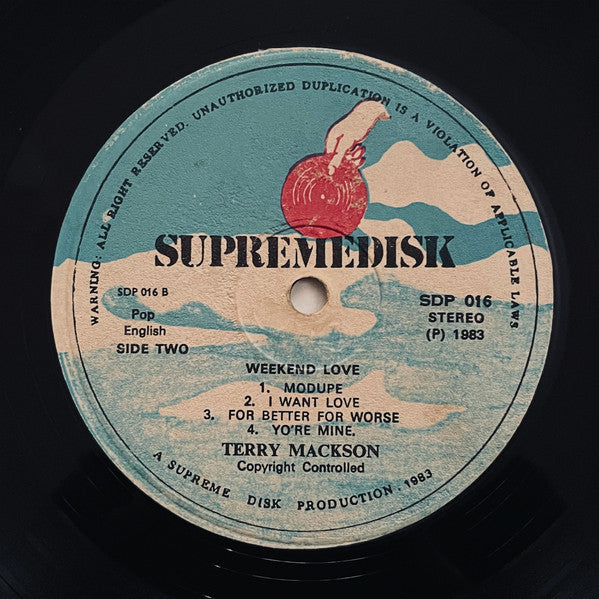 WARNING: ALL RIGHT RESERVED. UNAUTHORIZED DUPLICATION IS A VIOLATION OF APPLICABLE LAWS
SUPREMEDISK
SDP 016 B
Pop
English
SIDE TWO
SDP 016
STEREO
(P) 1983
WEEKEND LOVE
1. MODUPE
2. I WANT LOVE
3. FOR BETTER FOR WORSE
4. YO'RE MINE.
TERRY MACKSON
Copyright Controlled
A SUPREME DISK PRODUCTION. 1983